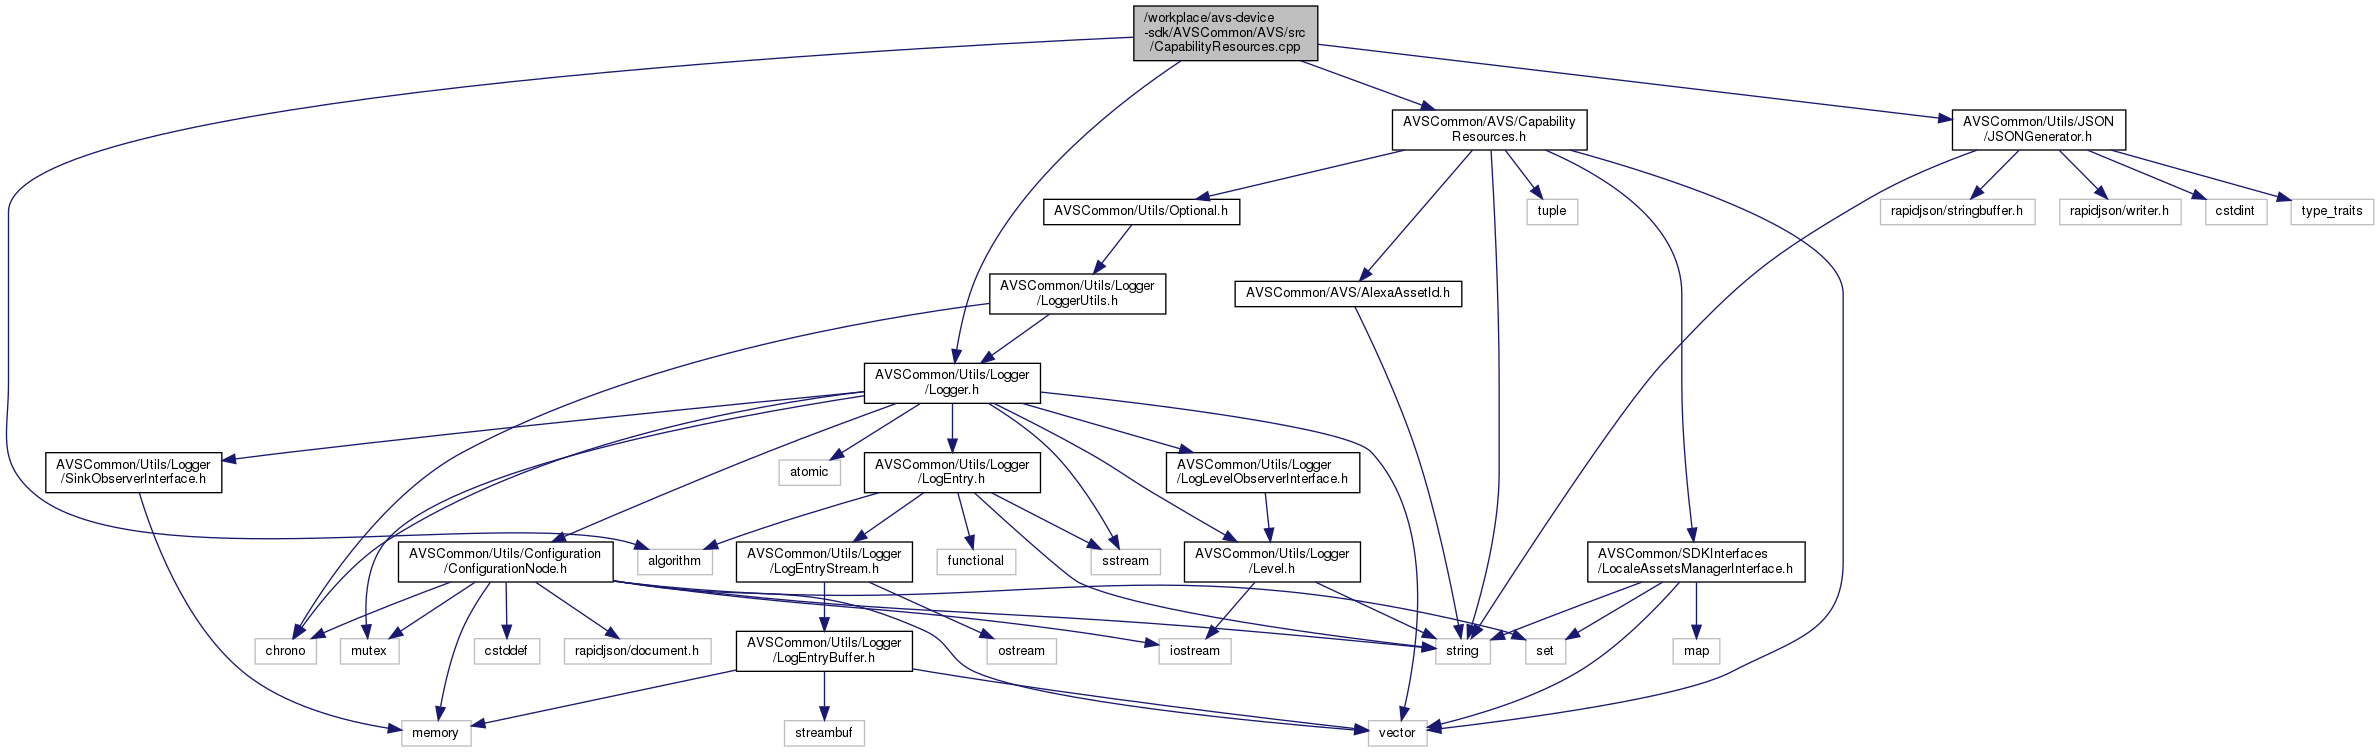 /workplace/avs-device
-sdk/AVSCommon/AVS/src
/CapabilityResources.cpp
AVSCommon/AVS/Capability
Resources.h
AVSCommon/Utils/JSON
/JSONGenerator.h
AVSCommon/Utils/Optional.h
tuple
rapidjson/stringbuffer.h
rapidjson/writer.h
cstdint
type_traits
AVSCommon/Utils/Logger
/LoggerUtils.h
AVSCommon/AVS/AlexaAssetId.h
AVSCommon/Utils/Logger
/Logger.h
AVSCommon/Utils/Logger
/SinkObserverInterface.h
atomic
AVSCommon/Utils/Logger
/LogEntry.h
AVSCommon/Utils/Logger
/LogLevelObserverInterface.h
AVSCommon/Utils/Configuration
/ConfigurationNode.h
algorithm
AVSCommon/Utils/Logger
/LogEntryStream.h
functional
sstream
AVSCommon/Utils/Logger
/Level.h
AVSCommon/SDKInterfaces
/LocaleAssetsManagerInterface.h
chrono
mutex
cstddef
rapidjson/document.h
AVSCommon/Utils/Logger
/LogEntryBuffer.h
ostream
iostream
string
set
map
memory
streambuf
vector